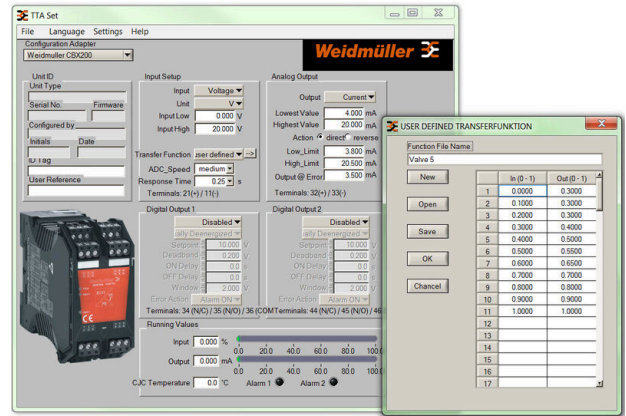 TTA Set
File Language Settings Help
Configuration Adapter
Weidmuller CBX200
Weidmüller
Unit ID
Unit Type
Serial No. Firmware
Configured by
Initials Date
ID Tag
User Reference
Input Setup
Input Voltage
Unit V
Input Low 0.000 V
Input High 20.000 V
Transfer Function user defined ->
ADC_Speed medium
Response Time 0.25 s
Terminals: 21(+) / 11(-)
Analog Output
Output Current
Lowest Value 4.000 mA
Highest Value 20.000 mA
Action direct reverse
Low_Limit 3.800 mA
High_Limit 20.500 mA
Output @ Error 3.500 mA
Terminals: 32(+) / 33(-)
Digital Output 1
Disabled
ially Deenergized
Setpoint 10.000 V
Deadband 0.200 V
ON Delay 0.0 s
OFF Delay 0.0 s
Window 2.000 V
Error Action Alarm ON
Terminals: 34 (N/C) / 35 (N/O) / 36 (COM
Digital Output 2
Disabled
ially Deenergized
Setpoint 10.000 V
Deadband 0.200 V
ON Delay 0.0 s
OFF Delay 0.0 s
Window 2.000 V
Error Action Alarm ON
Terminals: 44 (N/C) / 45 (N/O) / 46
Running Values
Input 0.000 %
0.0 20.0 40.0 60.0 80.0 100.0
Output 0.000 mA
0.0 20.0 40.0 60.0 80.0 100.0
CJC Temperature 0.0 °C Alarm 1 Alarm 2
USER DEFINED TRANSFERFUNKTION
Function File Name
Valve 5
New
Open
Save
OK
Chancel
In (0 - 1) Out (0 - 1)
1 0.0000 0.3000
2 0.1000 0.3000
3 0.2000 0.3000
4 0.3000 0.4000
5 0.4000 0.5000
6 0.5000 0.5550
7 0.6000 0.6500
8 0.7000 0.7000
9 0.8000 0.8000
10 0.9000 0.9000
11 1.0000 1.0000
12
13
14
15
16
17